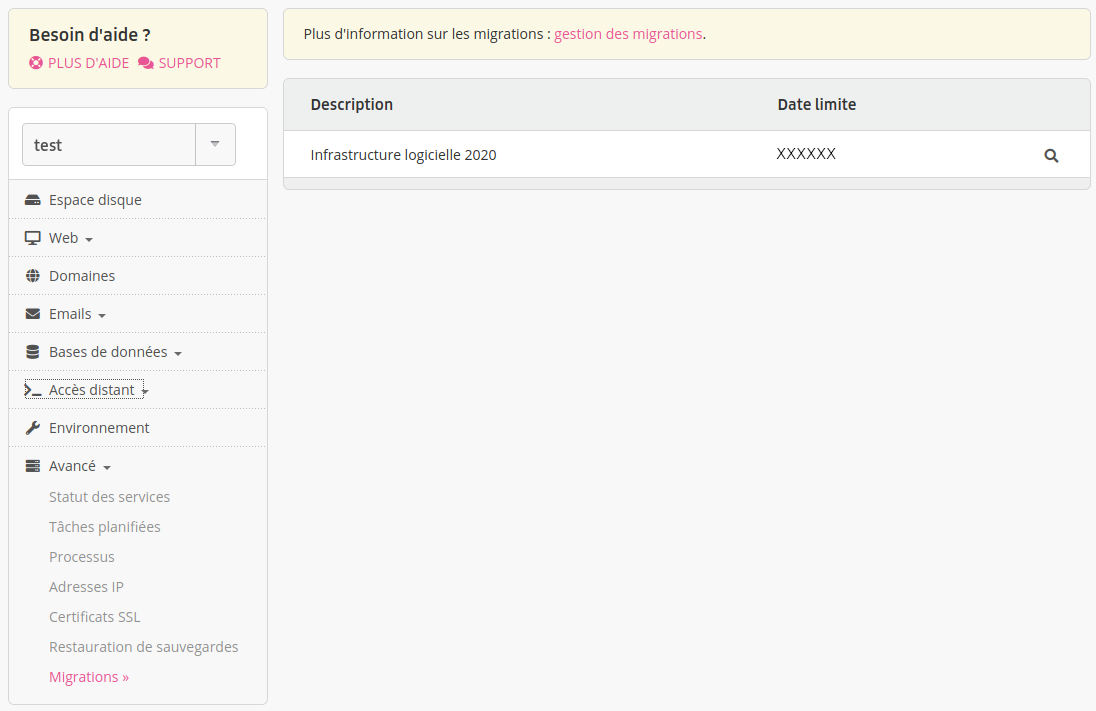 Besoin d'aide ?
PLUS D'AIDE SUPPORT
test
Espace disque
Web
Domaines
Emails
Bases de données
Accès distant
Environnement
Avancé
Statut des services
Tâches planifiées
Processus
Adresses IP
Certificats SSL
Restauration de sauvegardes
Migrations »
Plus d'information sur les migrations : gestion des migrations.
Description Date limite
Infrastructure logicielle 2020 XXXXXX